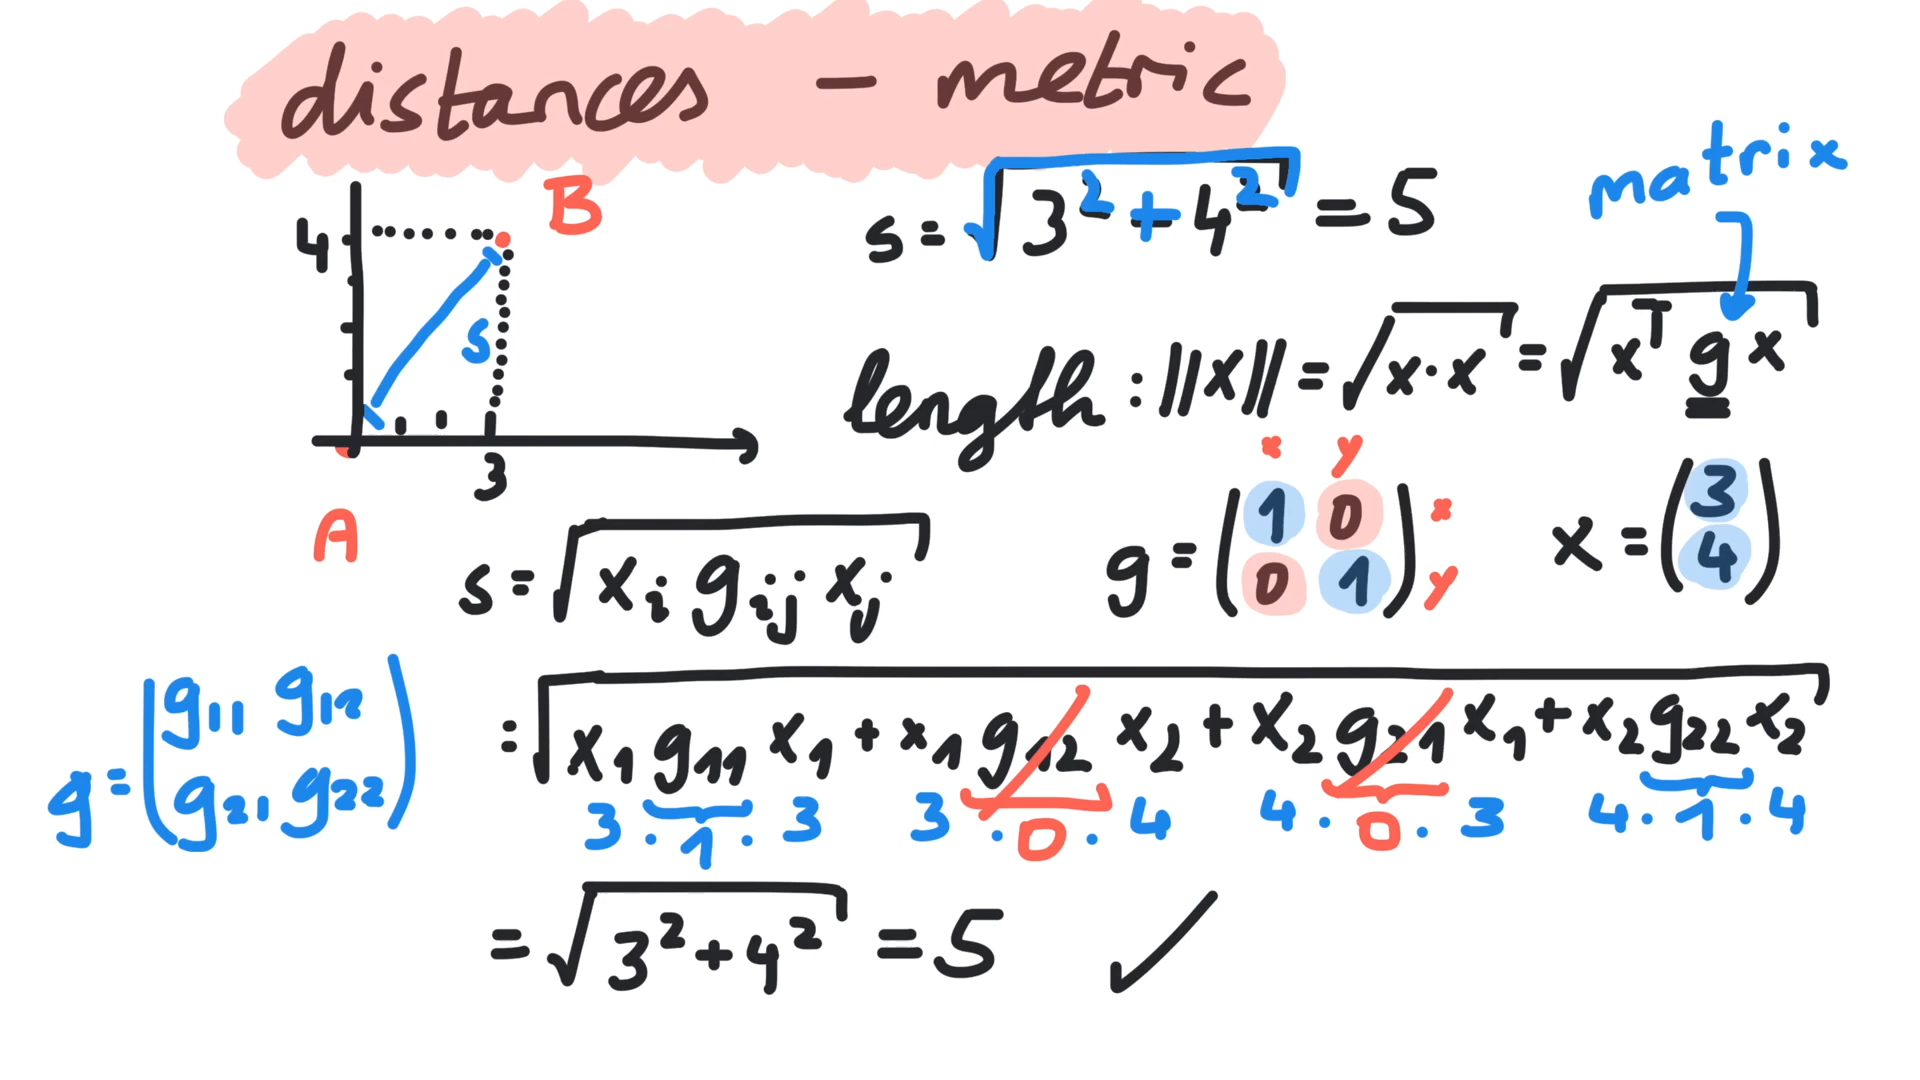 distances - metric
matrix
B
4
s
3
A
s = √(3² + 4²) = 5
length: ||x|| = √(x·x) = √(xᵀ g x)
x y
g = (1 0
0 1) x
y
x = (3
4)
s = √(xᵢ gᵢⱼ xⱼ)
g = (g₁₁ g₁₂
g₂₁ g₂₂)
= √(x₁ g₁₁ x₁ + x₁ g₁₂ x₂ + x₂ g₂₁ x₁ + x₂ g₂₂ x₂)
3 · 1 · 3 3 · 0 · 4 4 · 0 · 3 4 · 1 · 4
= √(3² + 4²) = 5 ✓